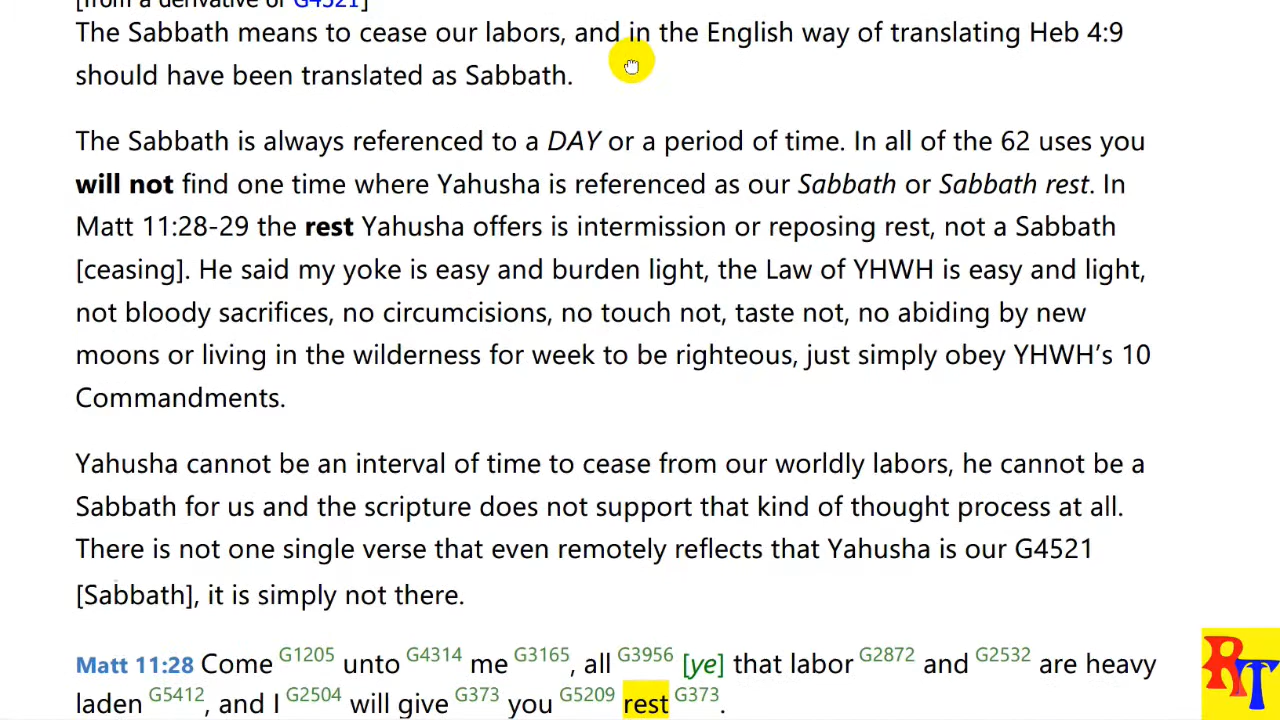 [from a derivative of G4521]
The Sabbath means to cease our labors, and in the English way of translating Heb 4:9
should have been translated as Sabbath.
The Sabbath is always referenced to a DAY or a period of time. In all of the 62 uses you
will not find one time where Yahusha is referenced as our Sabbath or Sabbath rest. In
Matt 11:28-29 the rest Yahusha offers is intermission or reposing rest, not a Sabbath
[ceasing]. He said my yoke is easy and burden light, the Law of YHWH is easy and light,
not bloody sacrifices, no circumcisions, no touch not, taste not, no abiding by new
moons or living in the wilderness for week to be righteous, just simply obey YHWH’s 10
Commandments.
Yahusha cannot be an interval of time to cease from our worldly labors, he cannot be a
Sabbath for us and the scripture does not support that kind of thought process at all.
There is not one single verse that even remotely reflects that Yahusha is our G4521
[Sabbath], it is simply not there.
Matt 11:28 Come G1205 unto G4314 me G3165, all G3956 [ye] that labor G2872 and G2532 are heavy
laden G5412, and I G2504 will give G373 you G5209 rest G373.
RT